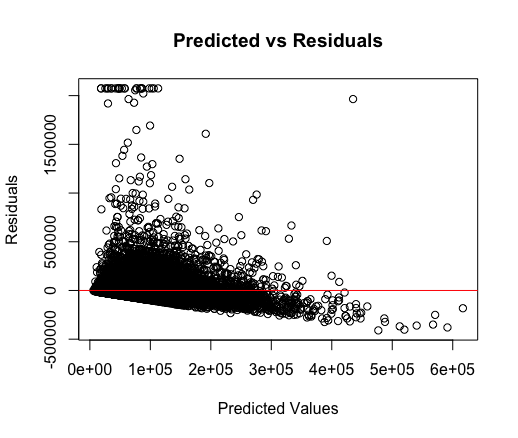 Predicted vs Residuals
Residuals
1500000
500000
0
-500000
0e+00 1e+05 2e+05 3e+05 4e+05 5e+05 6e+05
Predicted Values